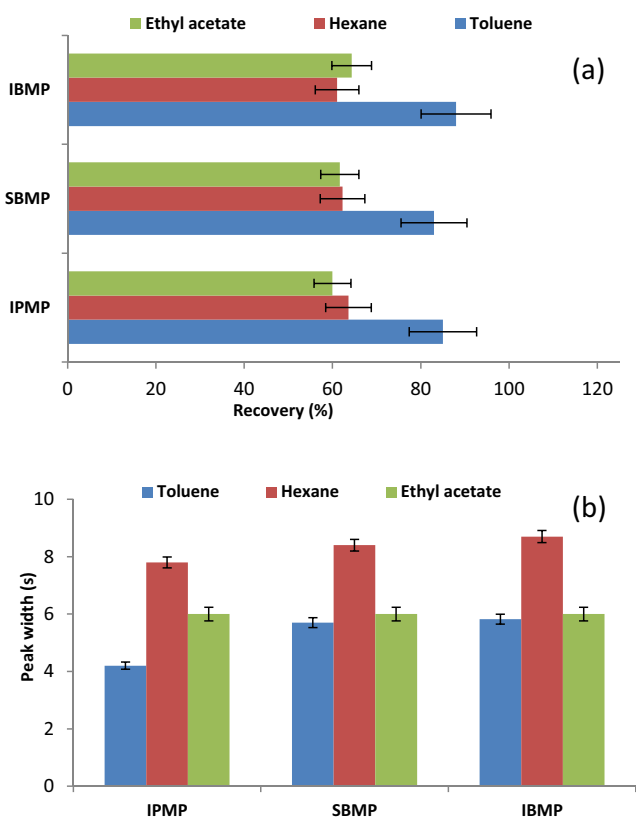 Ethyl acetate Hexane Toluene
(a)
IBMP
SBMP
IPMP
0 20 40 60 80 100 120
Recovery (%)
Toluene Hexane Ethyl acetate
(b)
10
8
6
4
2
0
Peak width (s)
IPMP SBMP IBMP